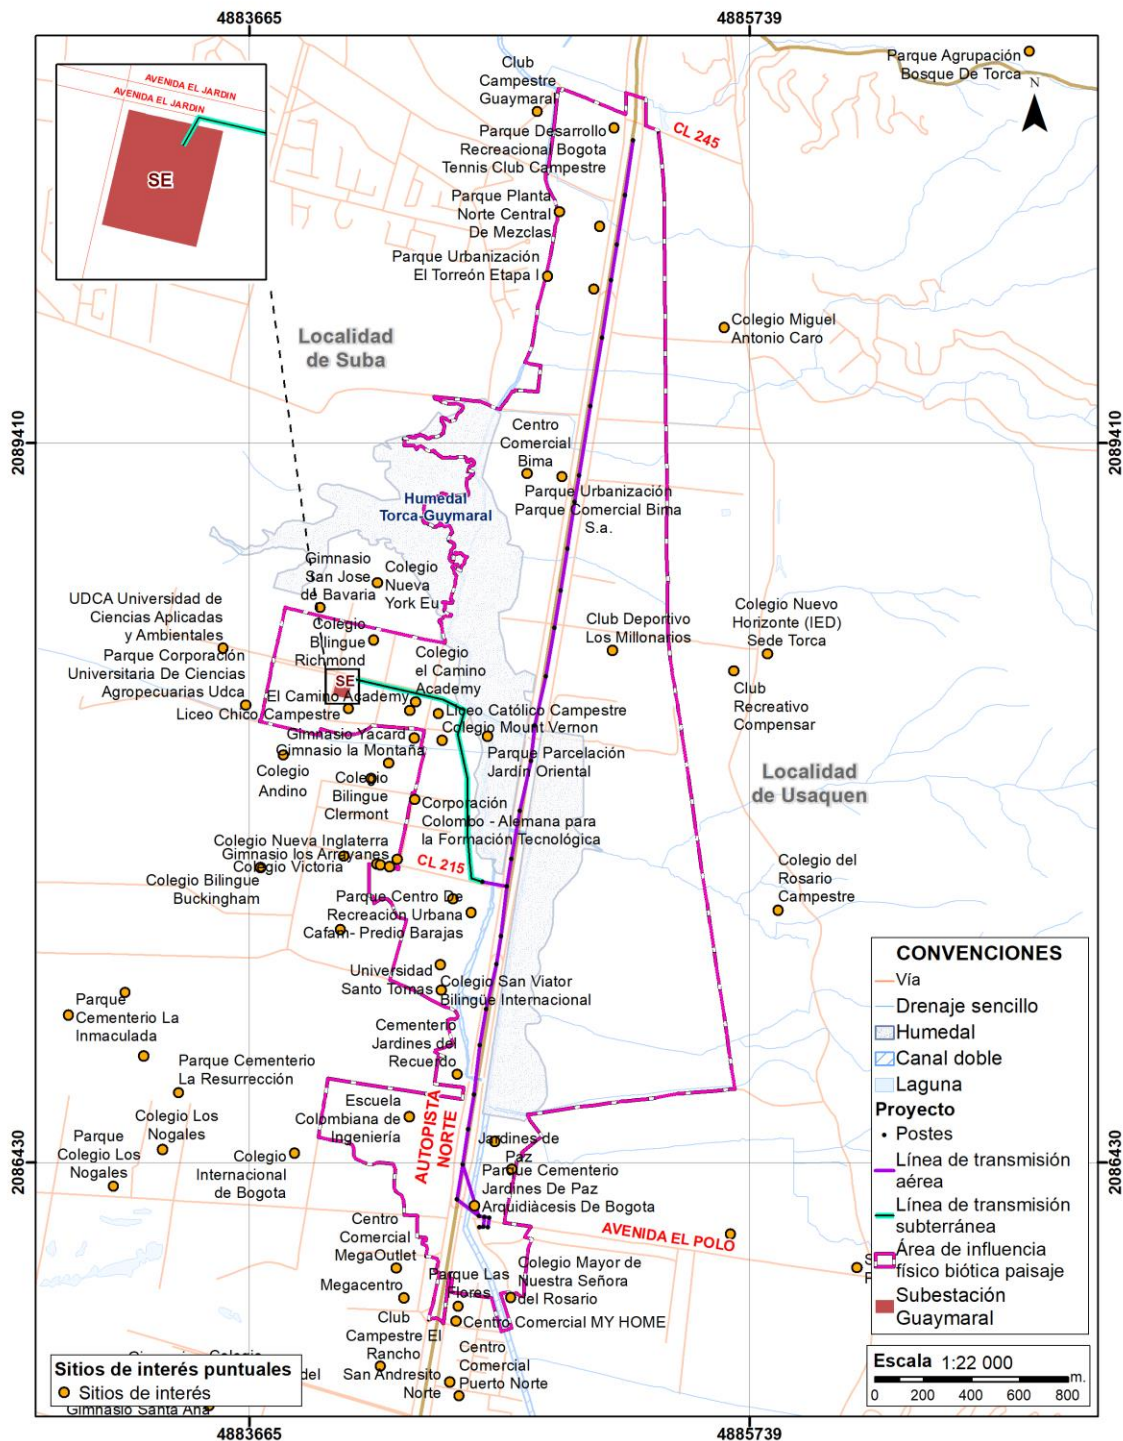 4883665
4885739
AVENIDA EL JARDIN
AVENIDA EL JARDIN
SE
Club
Campestre
Guaymaral
Parque Agrupación
Bosque De Torca
N
CL 245
Parque Desarrollo
Recreacional Bogota
Tennis Club Campestre
Parque Planta
Norte Central
De Mezclas
Parque Urbanización
El Torreón Etapa I
Colegio Miguel
Antonio Caro
Localidad
de Suba
2089410
2089410
Centro
Comercial
Bima
Parque Urbanización
Parque Comercial Bima
S.a.
Humedal
Torca-Guymaral
Gimnasio
San Jose
de Bavaria
Colegio
Nueva
York Eu
UDCA Universidad de
Ciencias Aplicadas
y Ambientales
Colegio
Bilingue
Richmond
Club Deportivo
Los Millonarios
Colegio Nuevo
Horizonte (IED)
Sede Torca
Parque Corporación
Universitaria De Ciencias
Agropecuarias Udca
Colegio
el Camino
Academy
SE
El Camino Academy
Liceo Chico Campestre
Liceo Católico Campestre
Club
Recreativo
Compensar
Gimnasio Yacard
Colegio Mount Vernon
Gimnasio la Montaña
Parque Parcelación
Jardín Oriental
Colegio
Andino
Colegio
Bilingue
Clermont
Localidad
de Usaquen
Corporación
Colombo - Alemana para
la Formación Tecnológica
Colegio Nueva Inglaterra
Gimnasio los Arrayanes
Colegio Victoria
CL 215
Colegio Bilingue
Buckingham
Colegio del
Rosario
Campestre
Parque Centro De
Recreación Urbana
Cafam- Predio Barajas
Universidad
Santo Tomas
Colegio San Viator
Bilingüe Internacional
Parque
Cementerio La
Inmaculada
Cementerio
Jardines del
Recuerdo
Parque Cementerio
La Resurrección
AUTOPISTA
NORTE
Escuela
Colombiana de
Ingeniería
Colegio Los
Nogales
Parque
Colegio Los
Nogales
Colegio
Internacional
de Bogota
Jardines de
Paz
Parque Cementerio
Jardines De Paz
Arquidiàcesis De Bogota
2086430
2086430
AVENIDA EL POLO
Centro
Comercial
MegaOutlet
Megacentro
Parque Las
Flores
Colegio Mayor de
Nuestra Señora
del Rosario
Club
Campestre El
Rancho
Centro Comercial MY HOME
San Andresito
Norte
Centro
Comercial
Puerto Norte
CONVENCIONES
Vía
Drenaje sencillo
Humedal
Canal doble
Laguna
Proyecto
Postes
Línea de transmisión
aérea
Línea de transmisión
subterránea
Área de influencia
físico biótica paisaje
Subestación
Guaymaral
Escala 1:22 000
0 200 400 600 800 m.
Sitios de interés puntuales
Sitios de interés
del
Gimnasio Santa Ana
4883665
4885739